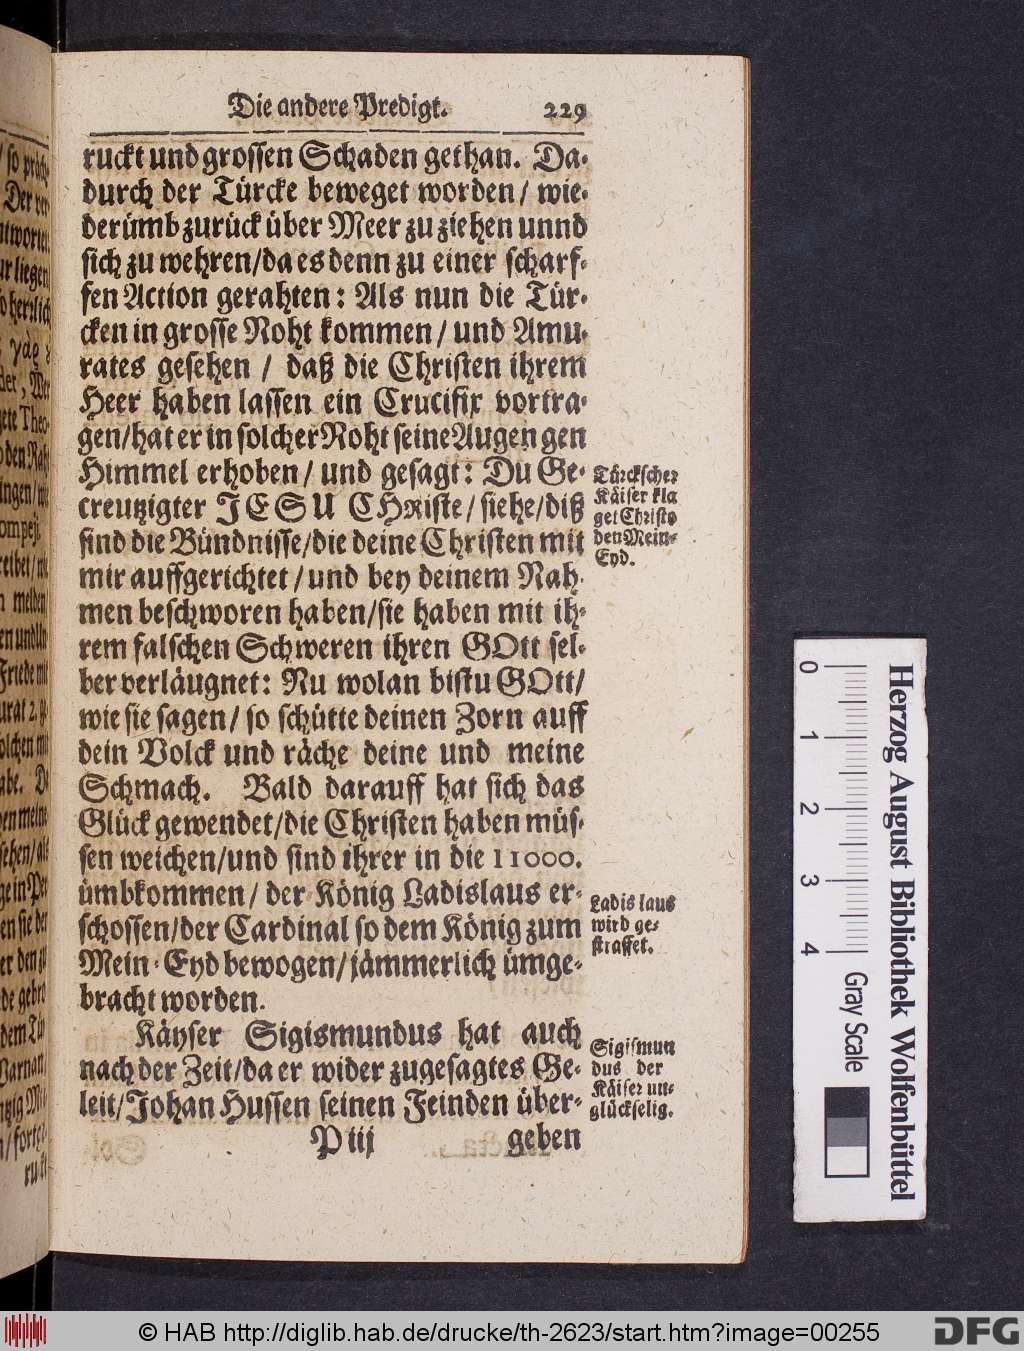 Die andere Predigt. 229
ruckt und grossen Schaden gethan. Da-
durch der Türcke beweget worden / wie-
derümb zurück über Meer zu ziehen unnd
sich zu wehren/da es denn zu einer scharf-
fen Action gerahten: Als nun die Tür-
cken in grosse Noht kommen / und Amu-
rates gesehen / daß die Christen ihrem
Heer haben lassen ein Crucifix vortra-
gen/hat er in solcher Noht seine Augen gen
Himmel erhoben / und gesagt: Du Ge-
creutzigter JESU CHRiste / siehe/diß
sind die Bündnisse/die deine Christen mit
mir auffgerichtet / und bey deinem Nah-
men beschworen haben/sie haben mit ih-
rem falschen Schweren ihren GOtt sel-
ber verläugnet: Nu wolan bistu GOtt/
wie sie sagen / so schütte deinen Zorn auff
dein Volck und räche deine und meine
Schmach. Bald darauff hat sich das
Glück gewendet/die Christen haben müs-
sen weichen/und sind ihrer in die 11000.
ümbkommen / der König Ladislaus er-
schossen/der Cardinal so dem König zum
Mein-Eyd bewogen/jämmerlich ümge-
bracht worden.
Käyser Sigismundus hat auch
nach der Zeit/da er wider zugesagtes Ge-
leit/Johan Hussen seinen Feinden über-
P iij geben
Türckscher
Käiser kla
get Christo
den Mein-
Eyd.
Ladislaus
wird ge-
straffet.
Sigismun
dus der
Käiser un-
glückselig.
0 1 2 3 4
Herzog August Bibliothek Wolfenbüttel
Gray Scale
© HAB http://diglib.hab.de/drucke/th-2623/start.htm?image=00255
DFG